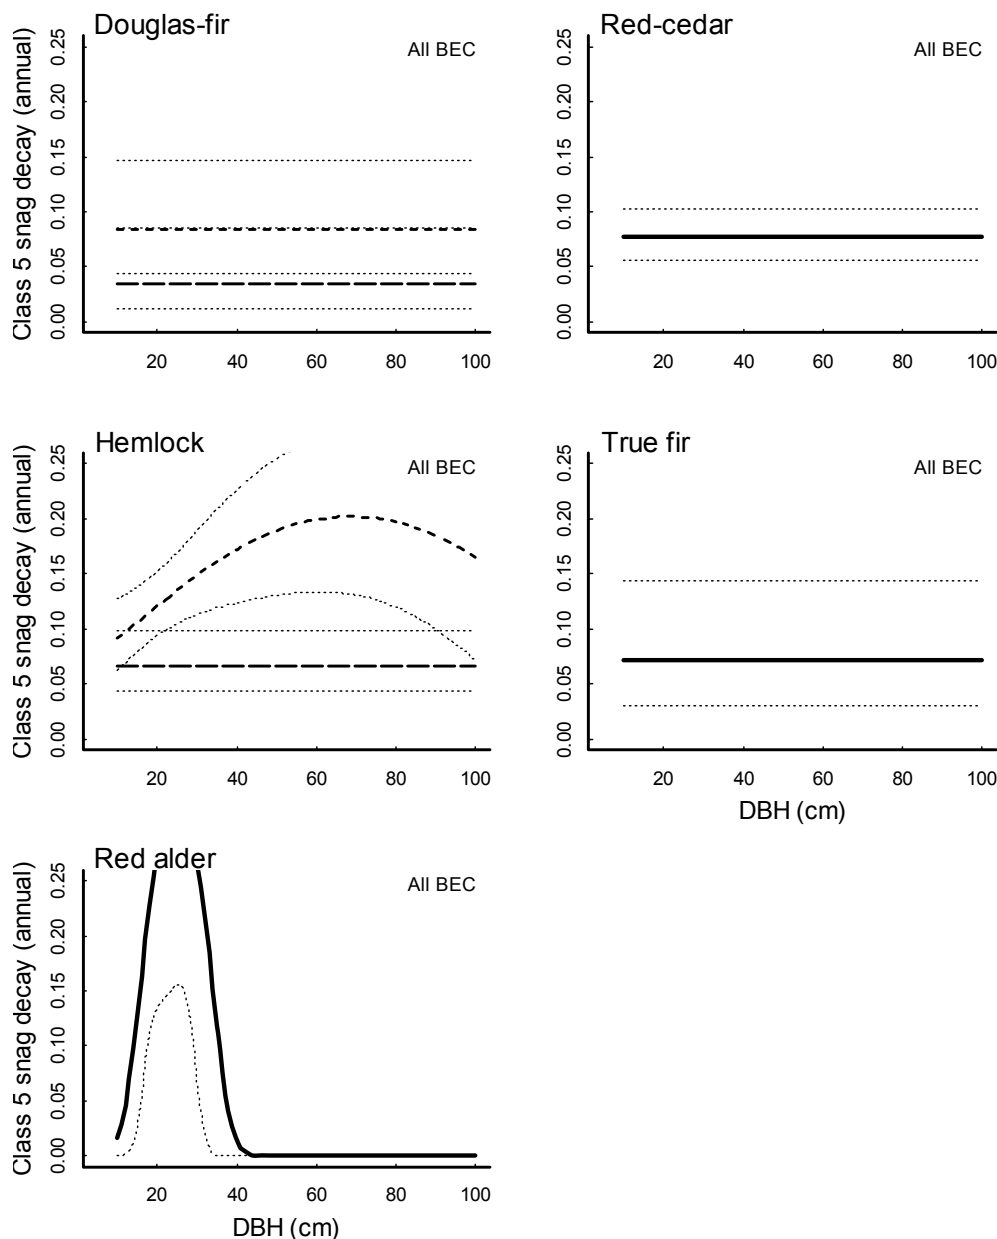 Douglas-fir
All BEC
Class 5 snag decay (annual)
0.25
0.20
0.15
0.10
0.05
0.00
20 40 60 80 100
Red-cedar
All BEC
0.25
0.20
0.15
0.10
0.05
0.00
20 40 60 80 100
Hemlock
All BEC
Class 5 snag decay (annual)
0.25
0.20
0.15
0.10
0.05
0.00
20 40 60 80 100
True fir
All BEC
0.25
0.20
0.15
0.10
0.05
0.00
20 40 60 80 100
DBH (cm)
Red alder
All BEC
Class 5 snag decay (annual)
0.25
0.20
0.15
0.10
0.05
0.00
20 40 60 80 100
DBH (cm)